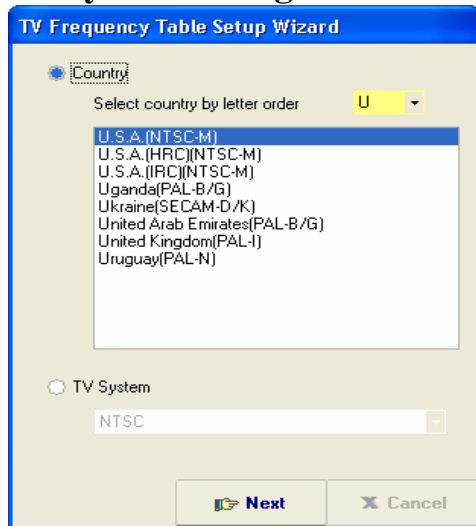 TV Frequency Table Setup Wizard
Country
Select country by letter order U
U.S.A.(NTSC-M)
U.S.A.(HRC)(NTSC-M)
U.S.A.(IRC)(NTSC-M)
Uganda(PAL-B/G)
Ukraine(SECAM-D/K)
United Arab Emirates(PAL-B/G)
United Kingdom(PAL-I)
Uruguay(PAL-N)
TV System
NTSC
Next Cancel